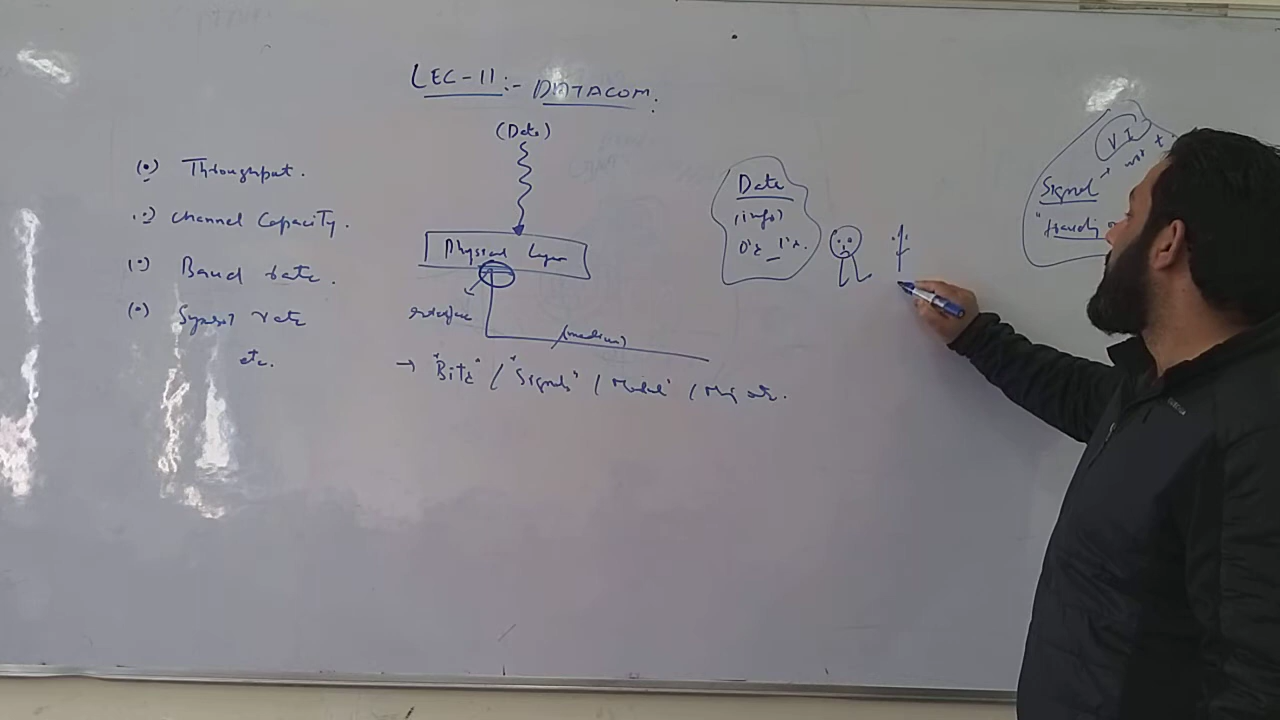 LEC-11:- DATACOM.
(Data)
(•) Throughput.
(•) Channel Capacity.
(•) Baud rate.
(•) Symbol rate
etc.
Physical Layer
interface
(medium)
→ "Bits" / "Signals" /
Data
(info)
0's _ 1's.
V I
Signal